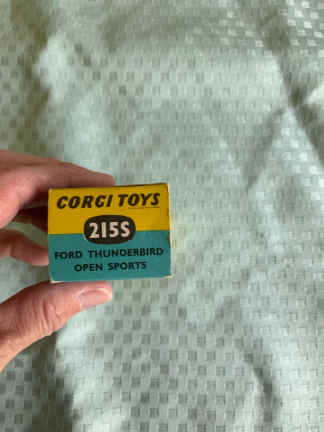 CORGI TOYS
215S
FORD THUNDERBIRD
OPEN SPORTS